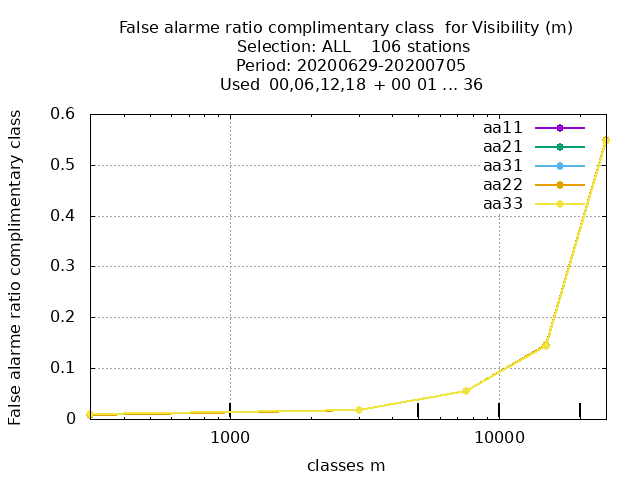 False alarme ratio complimentary class  for Visibility (m)
Selection: ALL    106 stations
Period: 20200629-20200705
Used  00,06,12,18  + 00 01 ... 36
False alarme ratio complimentary class
0.6
0.5
0.4
0.3
0.2
0.1
0
aa11
aa21
aa31
aa22
aa33
1000
10000
classes m